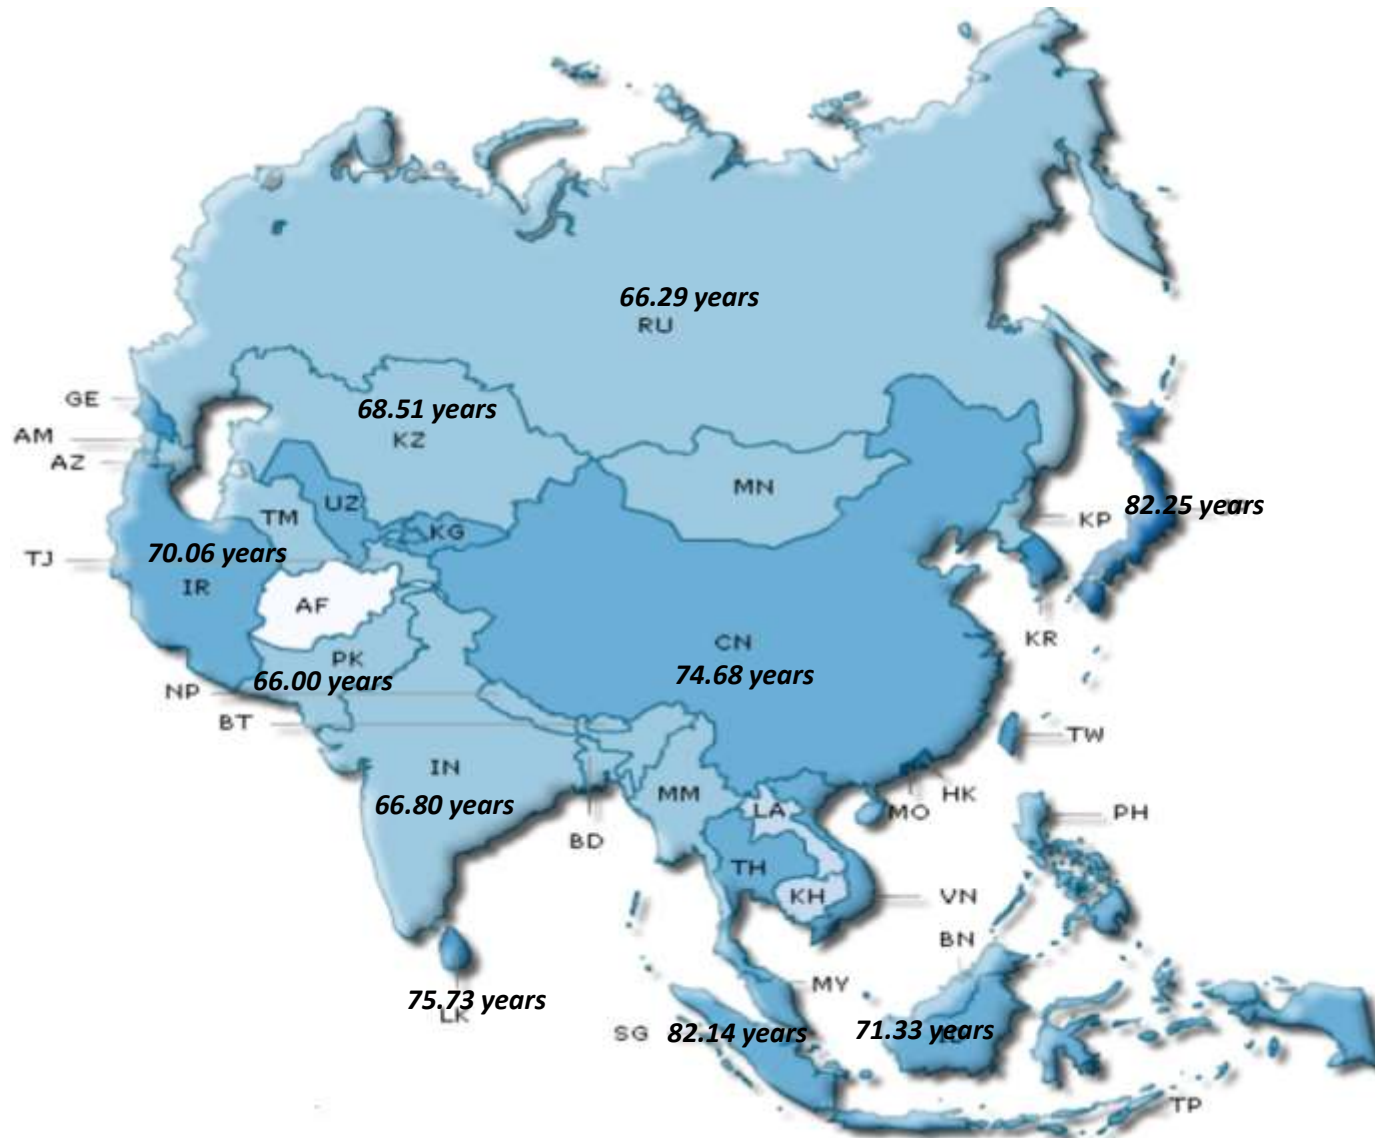 66.29 years
RU
GE
68.51 years
AM
KZ
AZ
MN
UZ
82.25 years
TM
KP
KG
70.06 years
TJ
IR
AF
KR
CN
PK
74.68 years
66.00 years
NP
BT
TW
IN
MM
HK
66.80 years
LA
MO
PH
BD
TH
KH
VN
BN
MY
75.73 years
LK
SG
82.14 years
71.33 years
TP